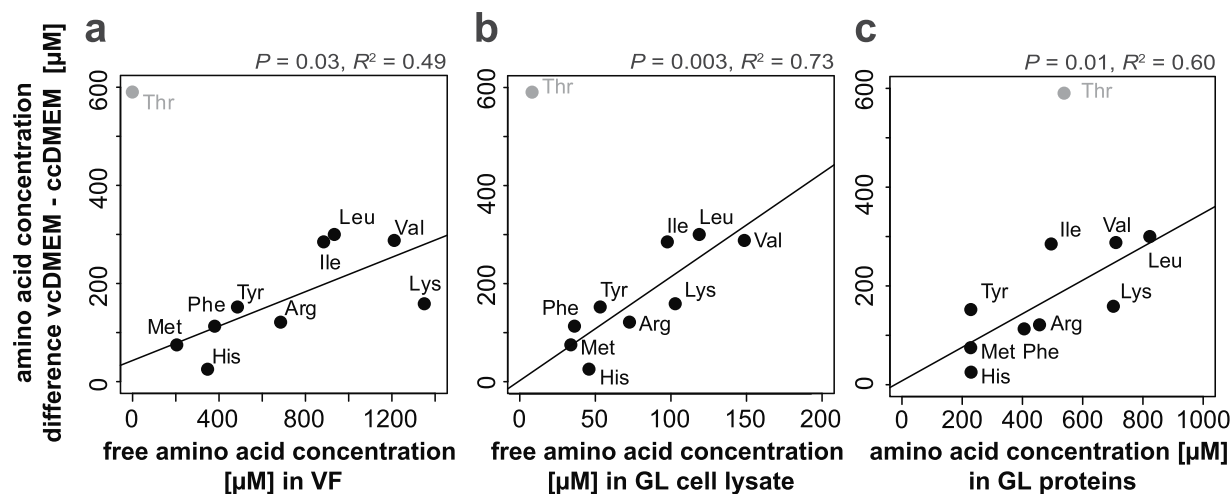 a
P = 0.03, R² = 0.49
b
P = 0.003, R² = 0.73
c
P = 0.01, R² = 0.60
amino acid concentration
difference vcDMEM - ccDMEM [µM]
600
400
200
0
Thr
Leu
Val
Ile
Lys
Tyr
Phe
Arg
Met
His
0
400
800
1200
free amino acid concentration
[µM] in VF
600
400
200
0
Thr
Ile
Leu
Val
Tyr
Lys
Phe
Arg
Met
His
0
50
100
150
200
free amino acid concentration
[µM] in GL cell lysate
600
400
200
0
Thr
Ile
Val
Leu
Tyr
Lys
Arg
Met Phe
His
0
200
400
600
800
1000
amino acid concentration [µM]
in GL proteins